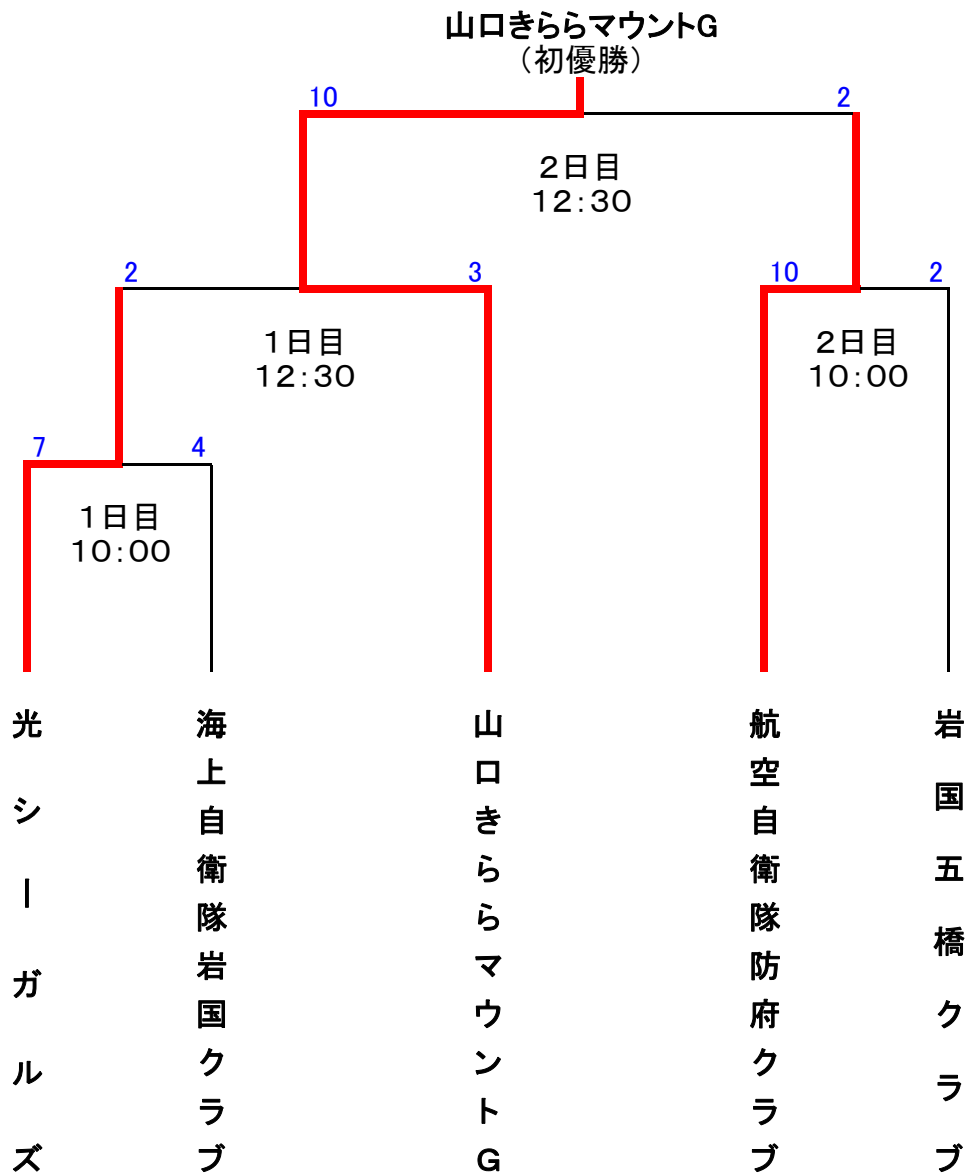 山口きららマウントG
（初優勝）
10
2
２日目
１２：３０
2
3
10
2
１日目
１２：３０
２日目
１０：００
7
4
１日目
１０：００
光シーガルズ
海上自衛隊岩国クラブ
山口きららマウントG
航空自衛隊防府クラブ
岩国五橋クラブ